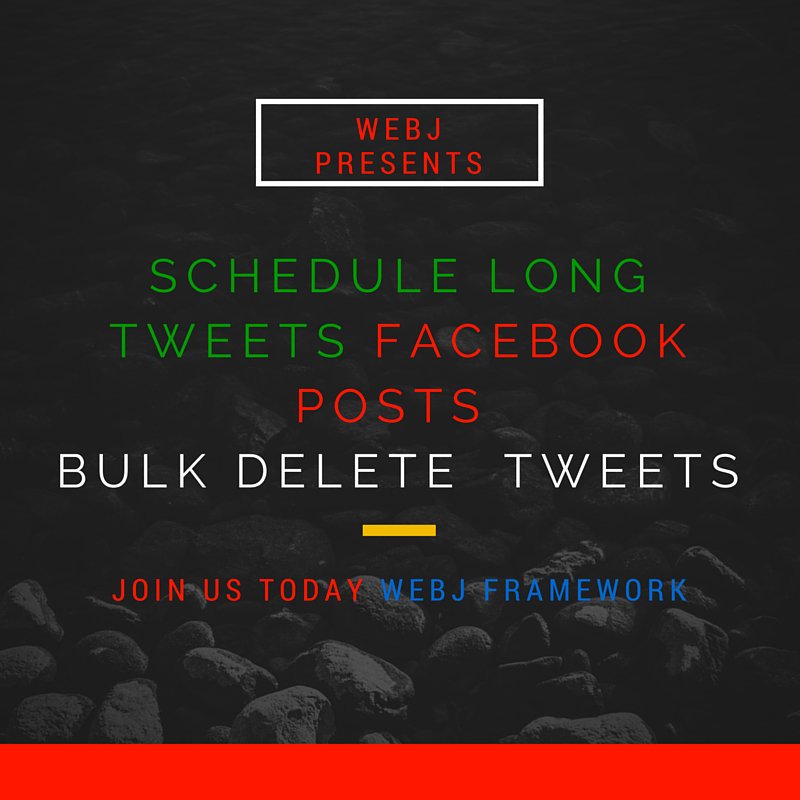 WEBJ
PRESENTS
SCHEDULE LONG
TWEETS FACEBOOK
POSTS
BULK DELETE TWEETS
JOIN US TODAY WEBJ FRAMEWORK